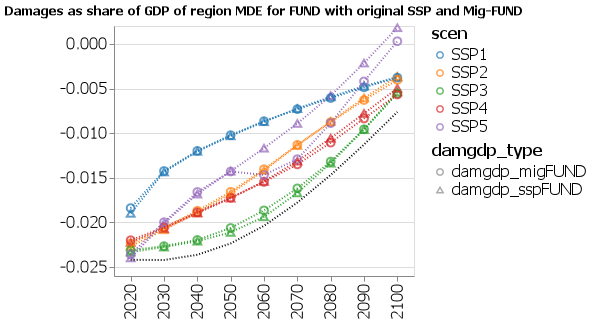 Damages as share of GDP of region MDE for FUND with original SSP and Mig-FUND
0.000
-0.005
-0.010
-0.015
-0.020
-0.025
2020
2030
2040
2050
2060
2070
2080
2090
2100
scen
SSP1
SSP2
SSP3
SSP4
SSP5
damgdp_type
damgdp_migFUND
damgdp_sspFUND